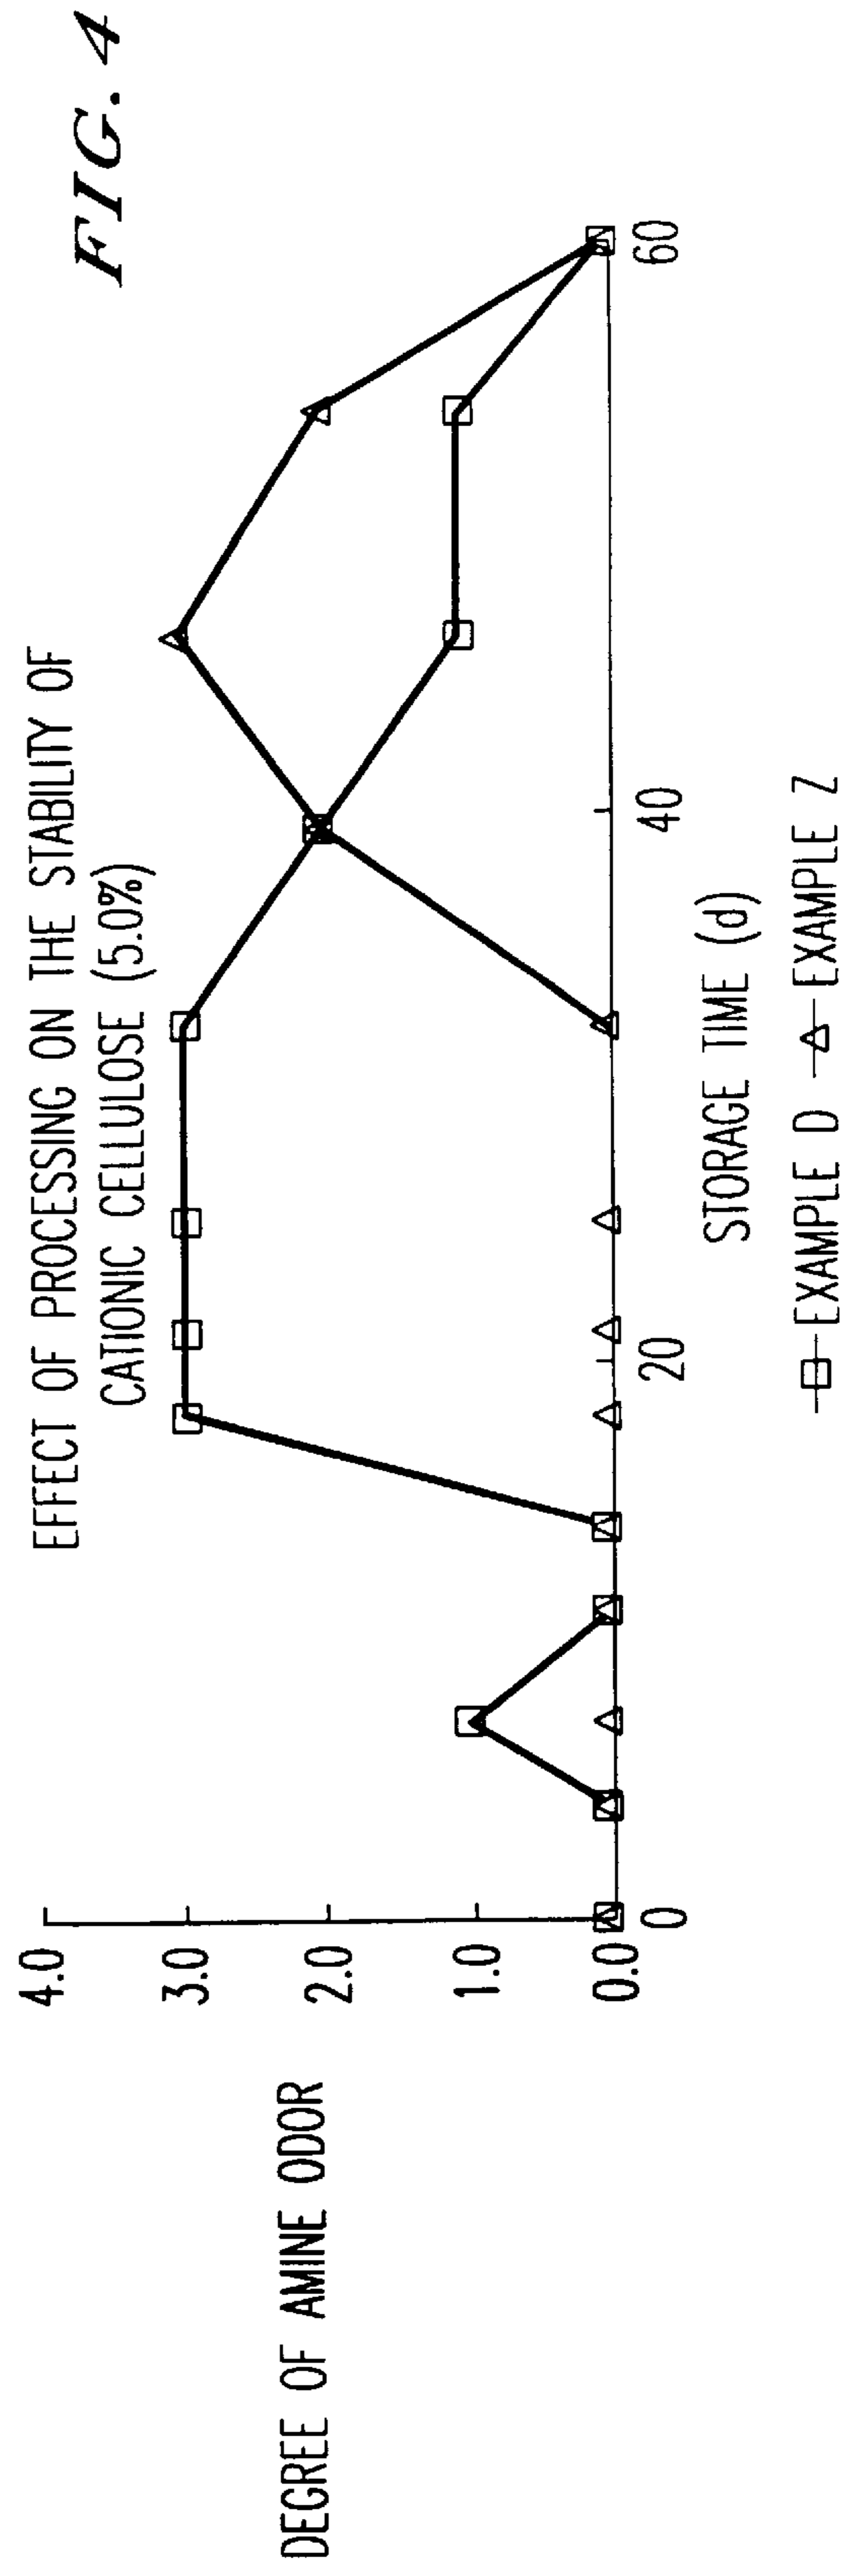 FIG. 4
EFFECT OF PROCESSING ON THE STABILITY OF
CATIONIC CELLULOSE (5.0%)
DEGREE OF AMINE ODOR
4.0
3.0
2.0
1.0
0.0
0
20
40
60
STORAGE TIME (d)
EXAMPLE D
EXAMPLE Z